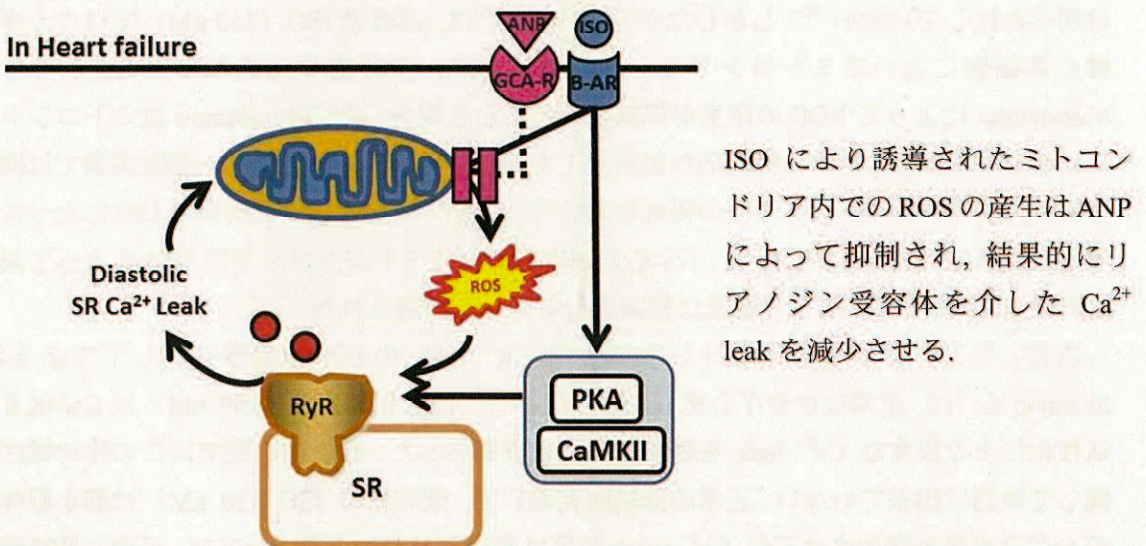 In Heart failure
ANP
ISO
GCA-R
B-AR
ISO により誘導されたミトコン
ドリア内での ROS の産生は ANP
によって抑制され, 結果的にリ
アノジン受容体を介した Ca²⁺
leak を減少させる.
Diastolic
SR Ca²⁺ Leak
ROS
RyR
PKA
CaMKII
SR